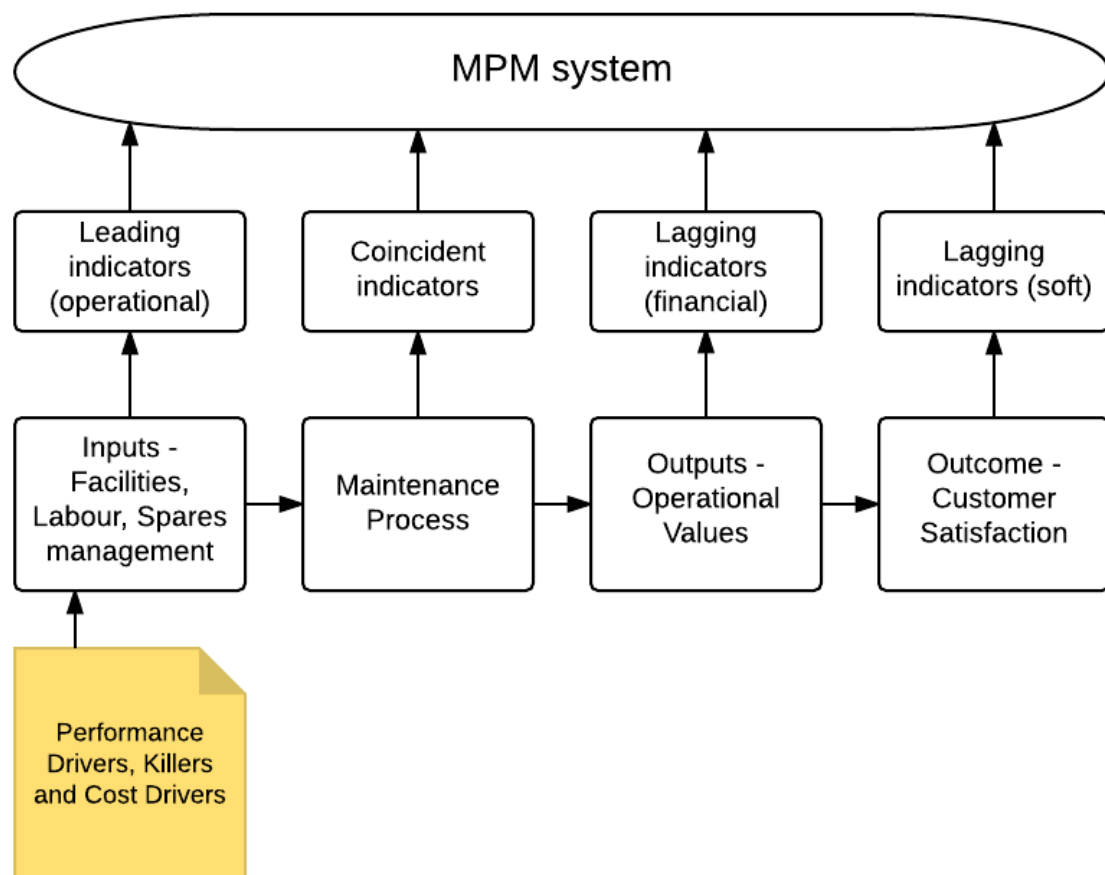 MPM system
Leading
indicators
(operational)
Coincident
indicators
Lagging
indicators
(financial)
Lagging
indicators (soft)
Inputs -
Facilities,
Labour, Spares
management
Maintenance
Process
Outputs -
Operational
Values
Outcome -
Customer
Satisfaction
Performance
Drivers, Killers
and Cost Drivers